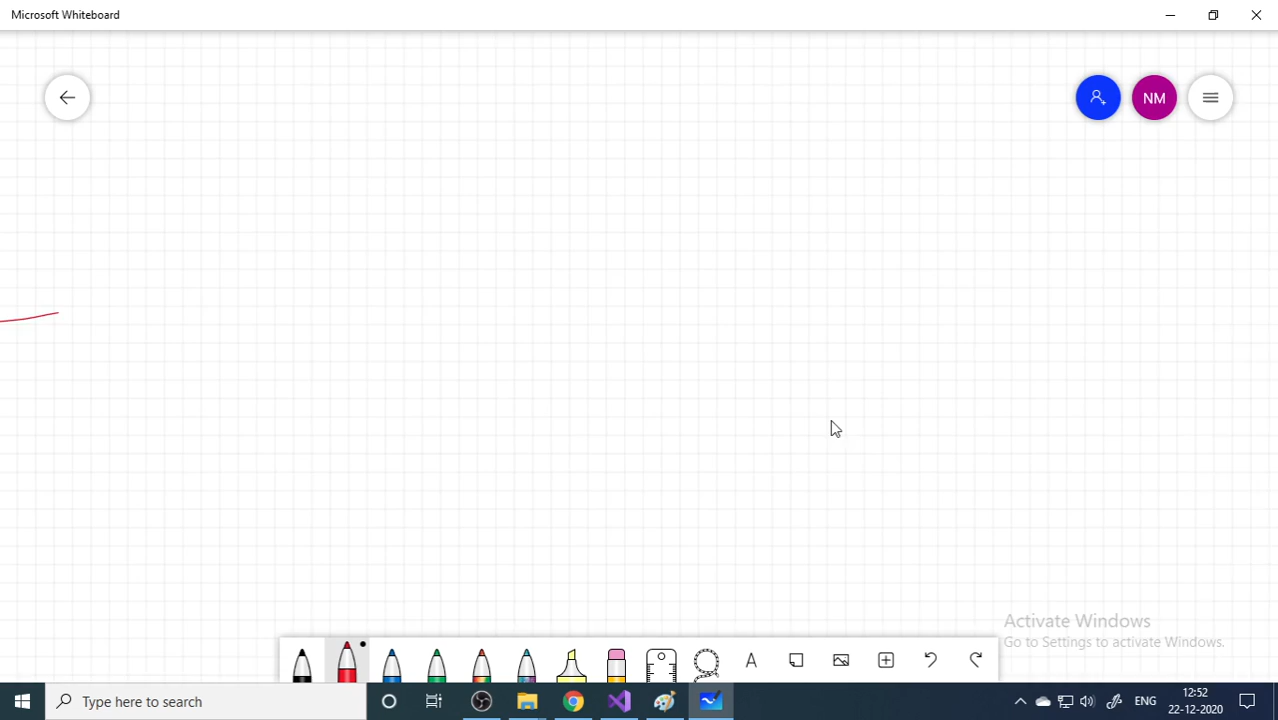 Microsoft Whiteboard
NM
A
Activate Windows
Go to Settings to activate Windows.
Type here to search
ENG
12:52
22-12-2020